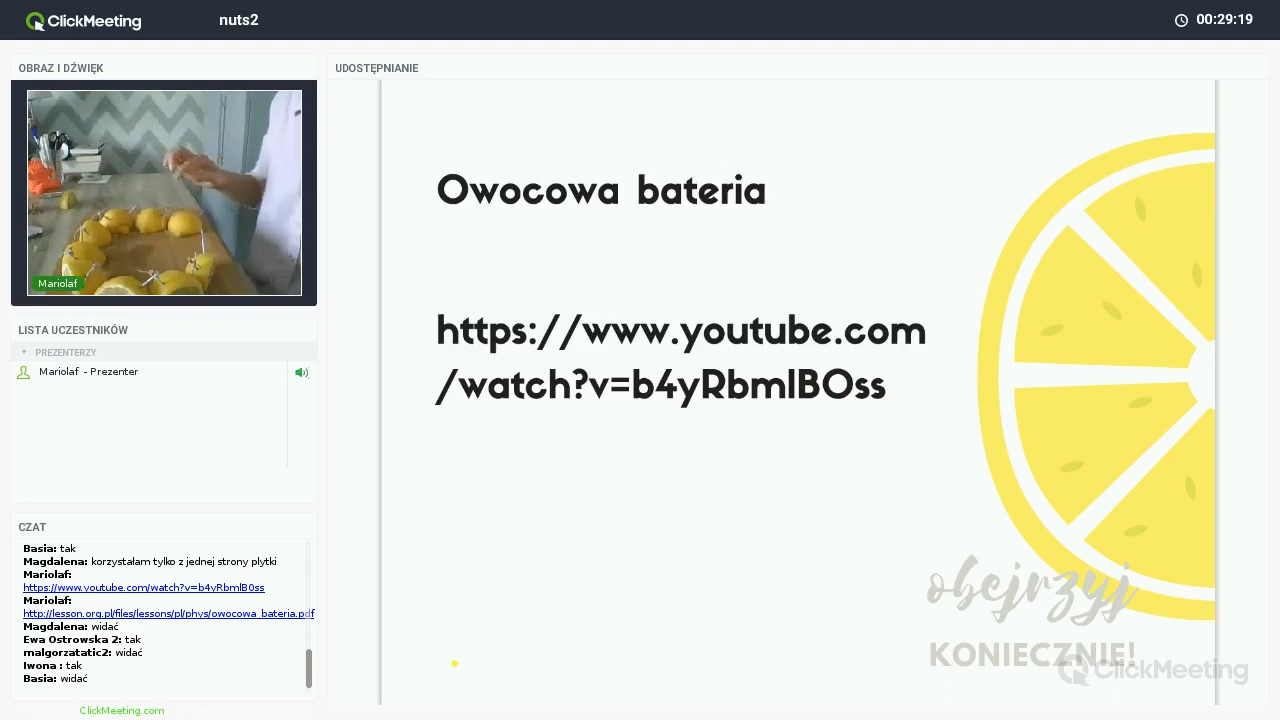 ClickMeeting
nuts2
00:29:19
OBRAZ I DŹWIĘK
Mariolaf
LISTA UCZESTNIKÓW
PREZENTERZY
Mariolaf - Prezenter
CZAT
Basia: tak
Magdalena: korzystałam tylko z jednej strony plytki
Mariolaf:
https://www.youtube.com/watch?v=b4yRbmlB0ss
Mariolaf:
http://lesson.org.pl/files/lessons/pl/phys/owocowa_bateria.pdf
Magdalena: widać
Ewa Ostrowska 2: tak
malgorzatatic2: widać
Iwona : tak
Basia: widać
ClickMeeting.com
UDOSTĘPNIANIE
Owocowa bateria
https://www.youtube.com
/watch?v=b4yRbmlB0ss
obejrzyj
KONIECZNIE!
ClickMeeting